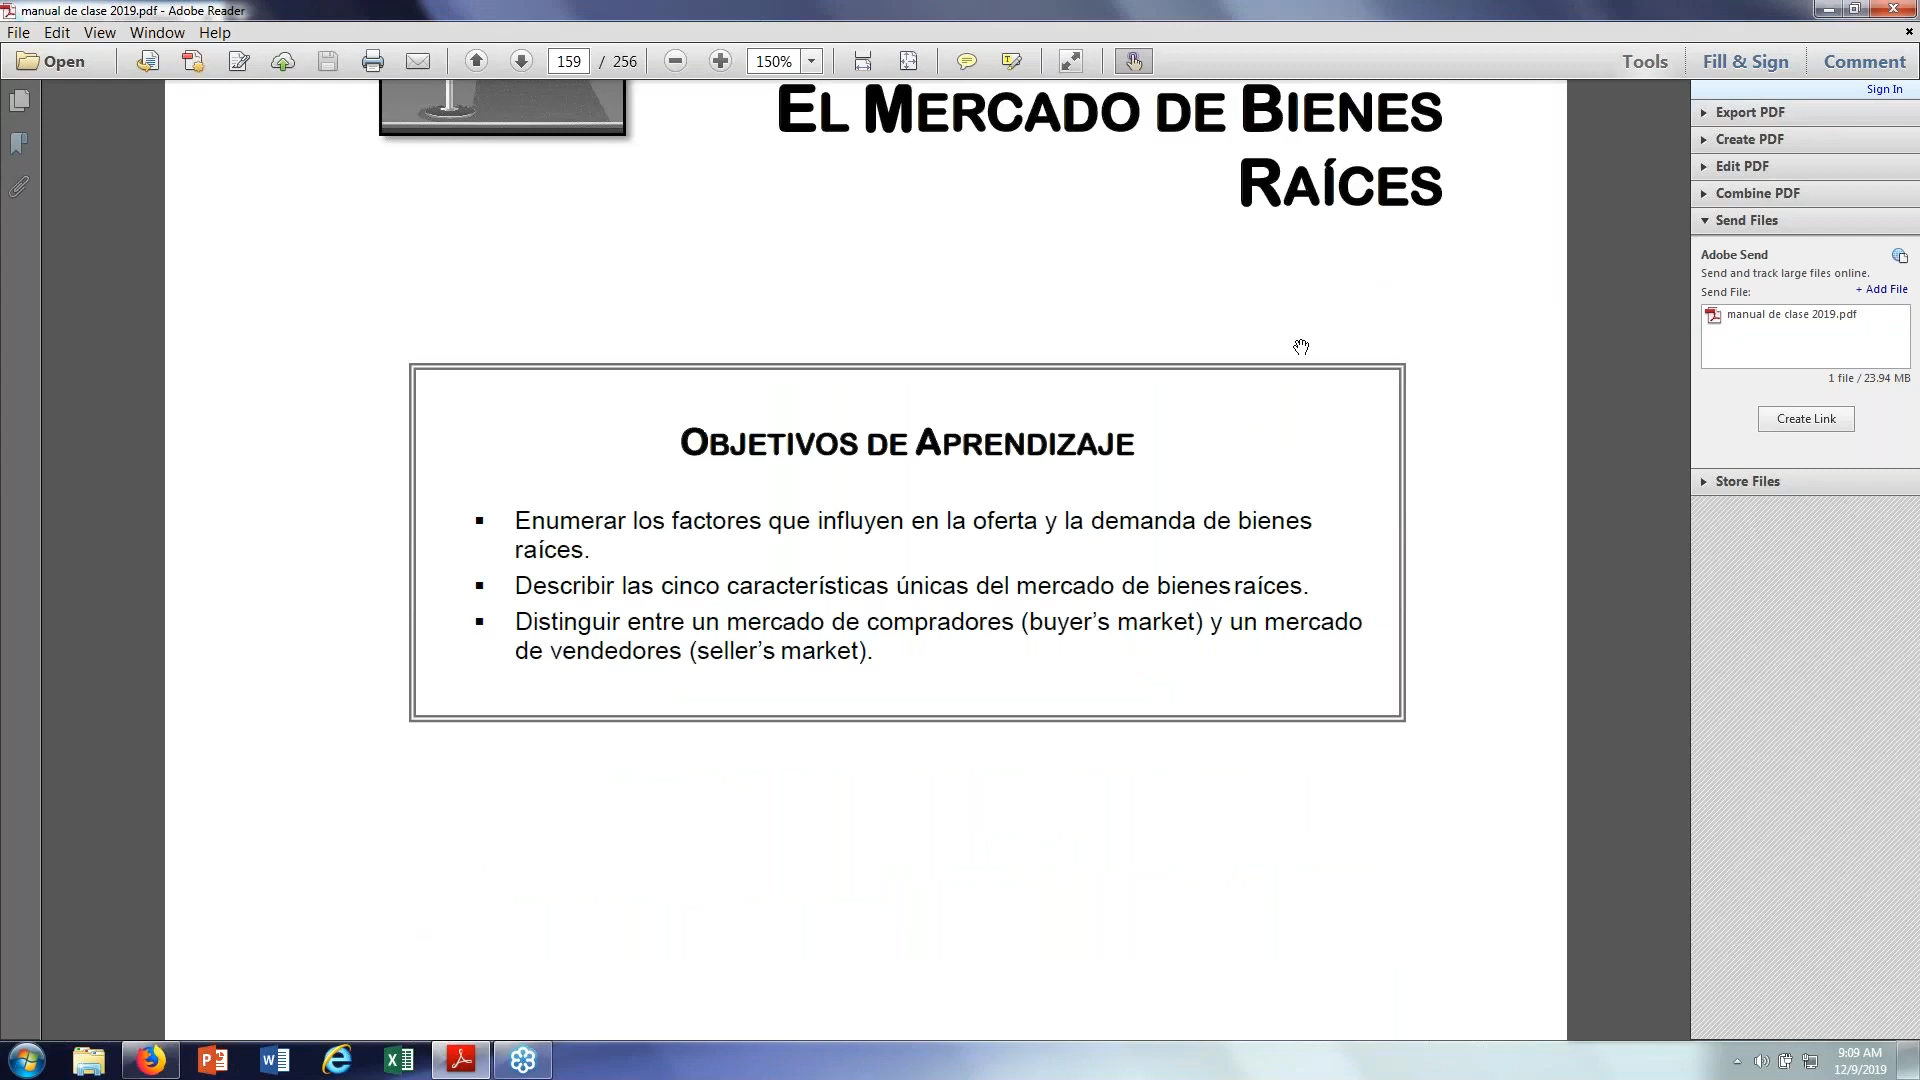 manual de clase 2019.pdf - Adobe Reader
File Edit View Window Help
Open 159 / 256 150% Tools Fill & Sign Comment
Sign In
Export PDF
Create PDF
Edit PDF
Combine PDF
Send Files
Adobe Send
Send and track large files online.
Send File: + Add File
manual de clase 2019.pdf
1 file / 23.94 MB
Create Link
Store Files
EL MERCADO DE BIENES
RAÍCES
OBJETIVOS DE APRENDIZAJE
▪ Enumerar los factores que influyen en la oferta y la demanda de bienes
raíces.
▪ Describir las cinco características únicas del mercado de bienes raíces.
▪ Distinguir entre un mercado de compradores (buyer’s market) y un mercado
de vendedores (seller’s market).
9:09 AM
12/9/2019